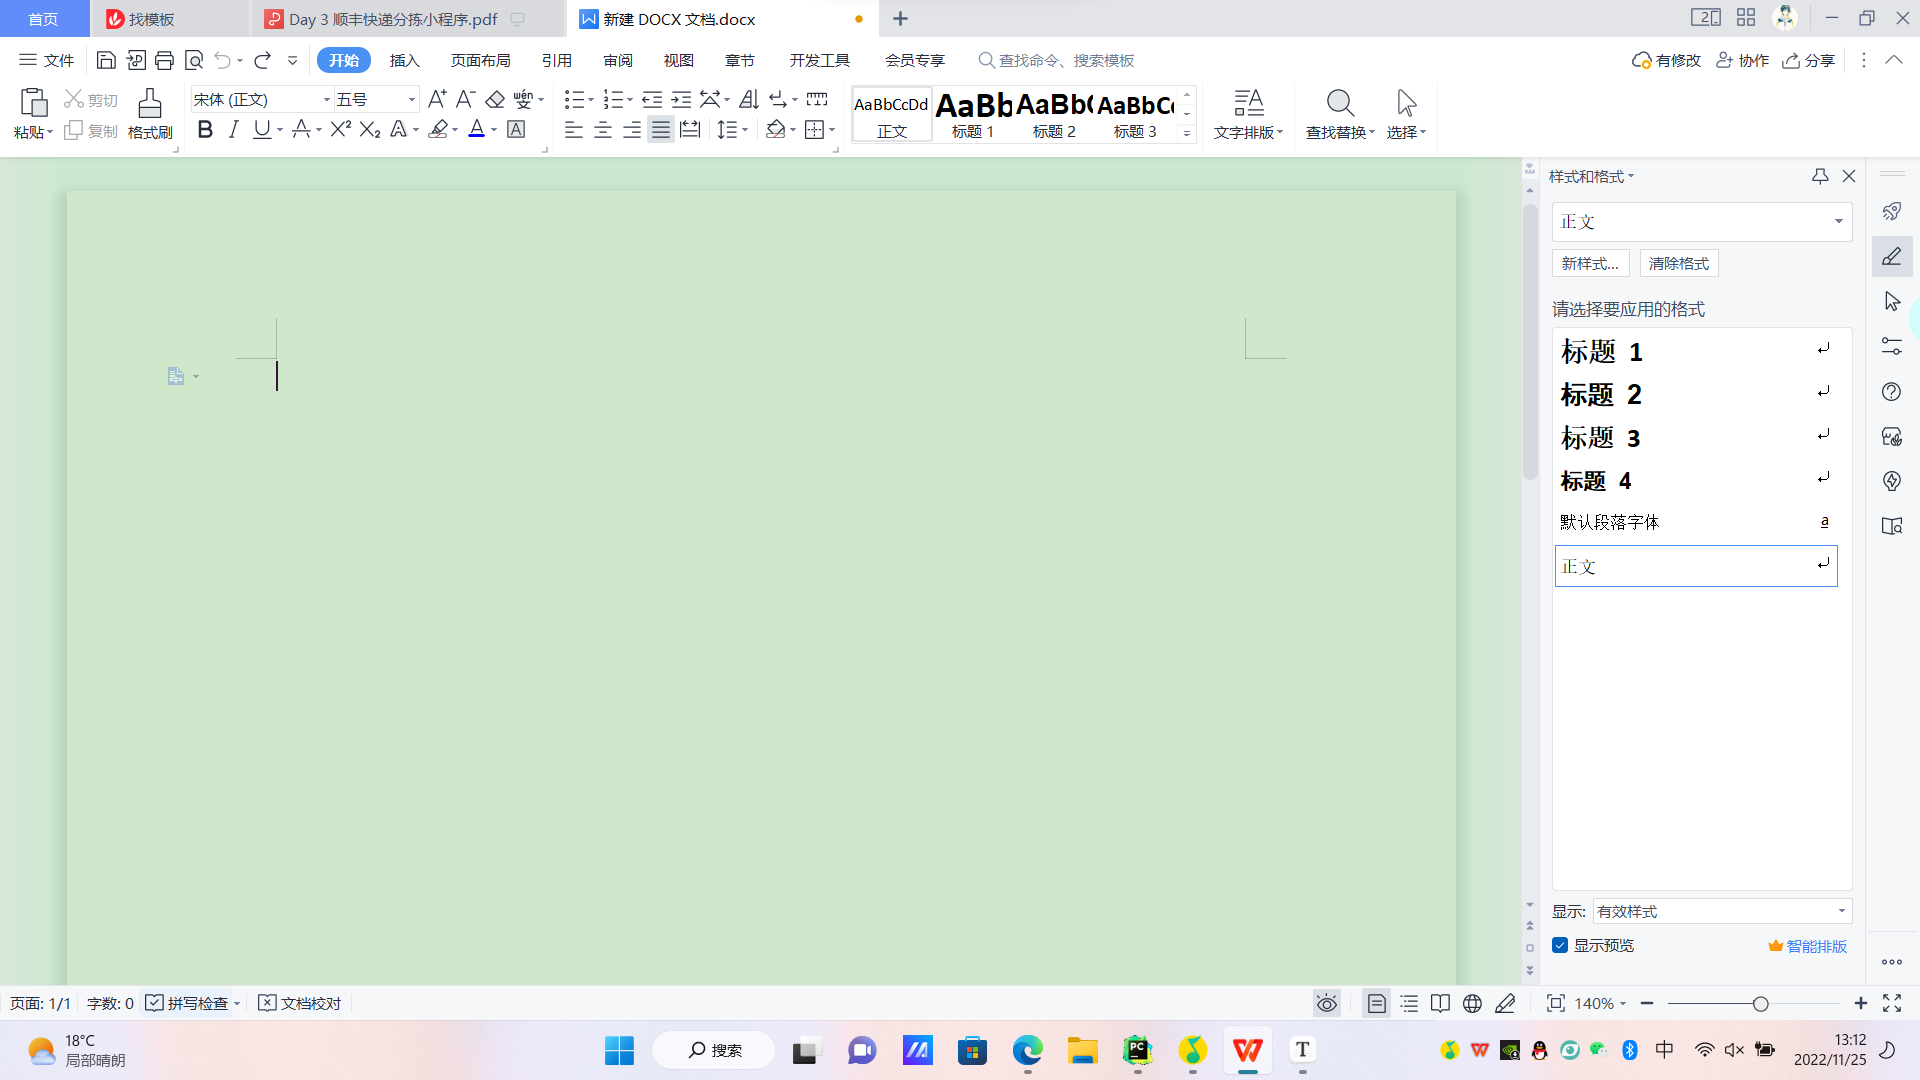 首页
找模板
Day 3 顺丰快递分拣小程序.pdf
新建 DOCX 文档.docx
文件
开始
插入
页面布局
引用
审阅
视图
章节
开发工具
会员专享
查找命令、搜索模板
有修改
协作
分享
粘贴
剪切
复制
格式刷
宋体 (正文)
五号
AaBbCcDd
正文
AaBb
标题 1
AaBb(
标题 2
AaBbC
标题 3
文字排版
查找替换
选择
样式和格式
正文
新样式...
清除格式
请选择要应用的格式
标题 1
标题 2
标题 3
标题 4
默认段落字体 a
正文
显示: 有效样式
显示预览
智能排版
页面: 1/1
字数: 0
拼写检查
文档校对
140%
18°C
局部晴朗
搜索
中
13:12
2022/11/25